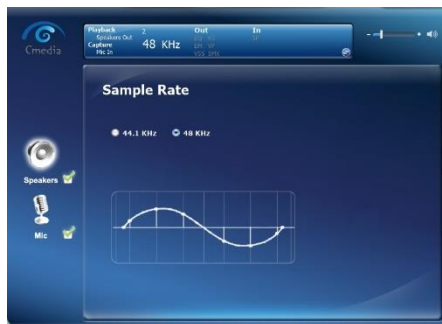 Cmedia
Playback 2 Out In
Speakers Out
Capture 48 KHz
Mic In
Sample Rate
44.1 KHz 48 KHz
Speakers
Mic